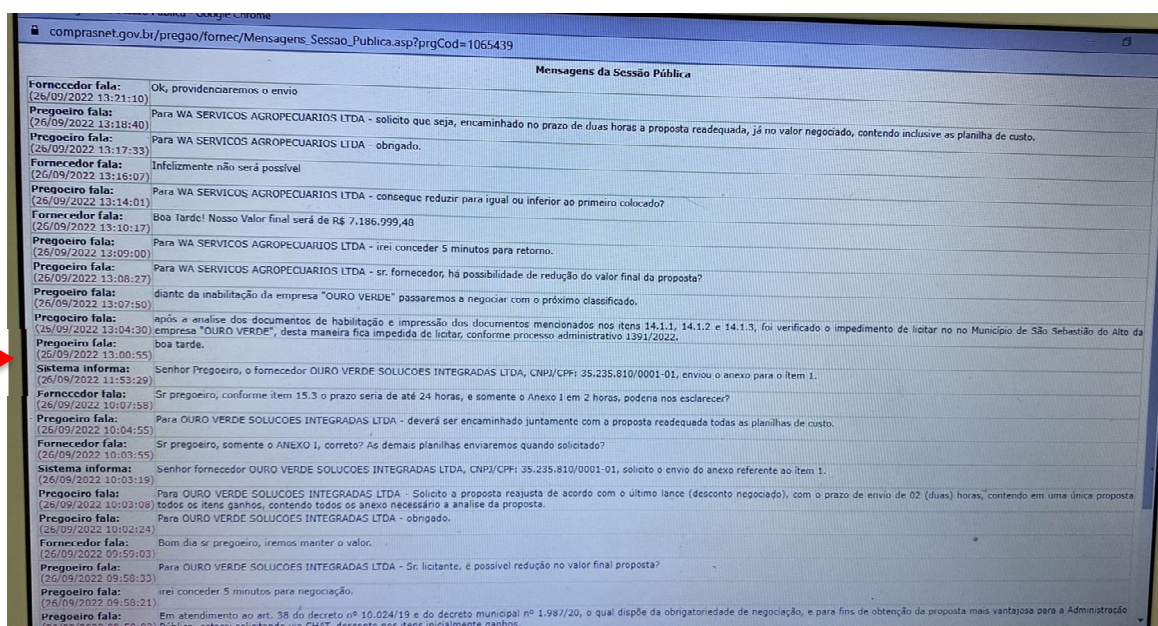 Sessao Publica - Google Chrome
comprasnet.gov.br/pregao/fornec/Mensagens_Sessao_Publica.asp?prgCod=1065439
Mensagens da Sessão Pública
Fornecedor fala: Ok, providenciaremos o envio
(26/09/2022 13:21:10)
Pregoeiro fala: Para WA SERVICOS AGROPECUARIOS LTDA - solicito que seja, encaminhado no prazo de duas horas a proposta readequada, já no valor negociado, contendo inclusive as planilha de custo.
(26/09/2022 13:18:40)
Pregoeiro fala: Para WA SERVICOS AGROPECUARIOS LTDA - obrigado.
(26/09/2022 13:17:33)
Fornecedor fala: Infelizmente não será possível
(26/09/2022 13:16:07)
Pregoeiro fala: Para WA SERVICOS AGROPECUARIOS LTDA - consegue reduzir para igual ou inferior ao primeiro colocado?
(26/09/2022 13:14:01)
Fornecedor fala: Boa Tarde! Nosso Valor final será de R$ 7.186.999,48
(26/09/2022 13:10:17)
Pregoeiro fala: Para WA SERVICOS AGROPECUARIOS LTDA - irei conceder 5 minutos para retorno.
(26/09/2022 13:09:00)
Pregoeiro fala: Para WA SERVICOS AGROPECUARIOS LTDA - sr. fornecedor, há possibilidade de redução do valor final da proposta?
(26/09/2022 13:08:27)
Pregoeiro fala: diante da inabilitação da empresa "OURO VERDE" passaremos a negociar com o próximo classificado.
(26/09/2022 13:07:50)
Pregoeiro fala: após a analise dos documentos de habilitação e impressão dos documentos mencionados nos itens 14.1.1, 14.1.2 e 14.1.3, foi verificado o impedimento de licitar no no Município de São Sebastião do Alto da
(26/09/2022 13:04:30) empresa "OURO VERDE", desta maneira fica impedida de licitar, conforme processo administrativo 1391/2022.
Pregoeiro fala: boa tarde.
(26/09/2022 13:00:55)
Sistema informa: Senhor Pregoeiro, o fornecedor OURO VERDE SOLUCOES INTEGRADAS LTDA, CNPJ/CPF: 35.235.810/0001-01, enviou o anexo para o ítem 1.
(26/09/2022 11:53:29)
Fornecedor fala: Sr pregoeiro, conforme item 15.3 o prazo seria de até 24 horas, e somente o Anexo I em 2 horas, poderia nos esclarecer?
(26/09/2022 10:07:58)
Pregoeiro fala: Para OURO VERDE SOLUCOES INTEGRADAS LTDA - deverá ser encaminhado juntamente com a proposta readequada todas as planilhas de custo.
(26/09/2022 10:04:55)
Fornecedor fala: Sr pregoeiro, somente o ANEXO I, correto? As demais planilhas enviaremos quando solicitado?
(26/09/2022 10:03:55)
Sistema informa: Senhor fornecedor OURO VERDE SOLUCOES INTEGRADAS LTDA, CNPJ/CPF: 35.235.810/0001-01, solicito o envio do anexo referente ao ítem 1.
(26/09/2022 10:03:19)
Pregoeiro fala: Para OURO VERDE SOLUCOES INTEGRADAS LTDA - Solicito a proposta reajusta de acordo com o último lance (desconto negociado), com o prazo de envio de 02 (duas) horas, contendo em uma única proposta
(26/09/2022 10:03:08) todos os itens ganhos, contendo todos os anexo necessário a analise da proposta.
Pregoeiro fala: Para OURO VERDE SOLUCOES INTEGRADAS LTDA - obrigado.
(26/09/2022 10:02:24)
Fornecedor fala: Bom dia sr pregoeiro, iremos manter o valor.
(26/09/2022 09:59:03)
Pregoeiro fala: Para OURO VERDE SOLUCOES INTEGRADAS LTDA - Sr. licitante, é possivel redução no valor final proposta?
(26/09/2022 09:58:33)
Pregoeiro fala: irei conceder 5 minutos para negociação.
(26/09/2022 09:58:21)
Pregoeiro fala: Em atendimento ao art. 38 do decreto nº 10.024/19 e do decreto municipal nº 1.987/20, o qual dispõe da obrigatoriedade de negociação, e para fins de obtenção da proposta mais vantajosa para a Administração